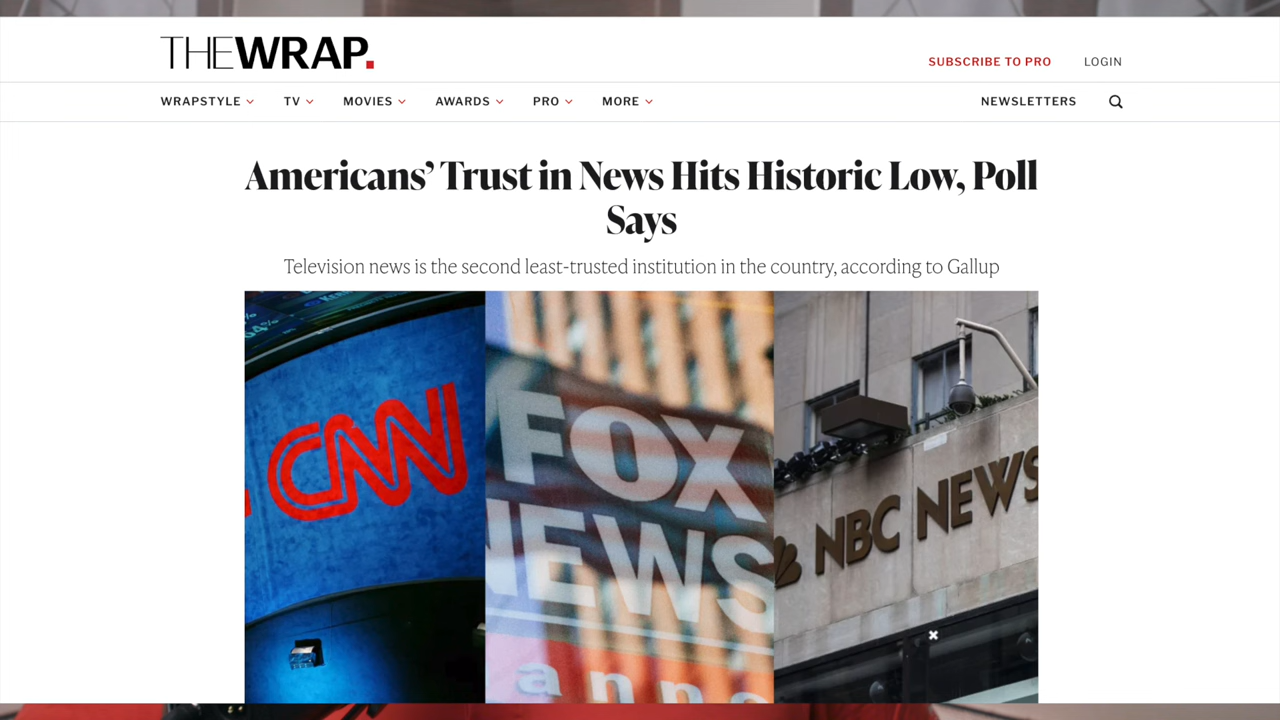 THEWRAP.
SUBSCRIBE TO PRO
LOGIN
WRAPSTYLE
TV
MOVIES
AWARDS
PRO
MORE
NEWSLETTERS
Americans’ Trust in News Hits Historic Low, Poll
Says
Television news is the second least-trusted institution in the country, according to Gallup
CNN
FOX
NEWS
anne
NBC NEWS